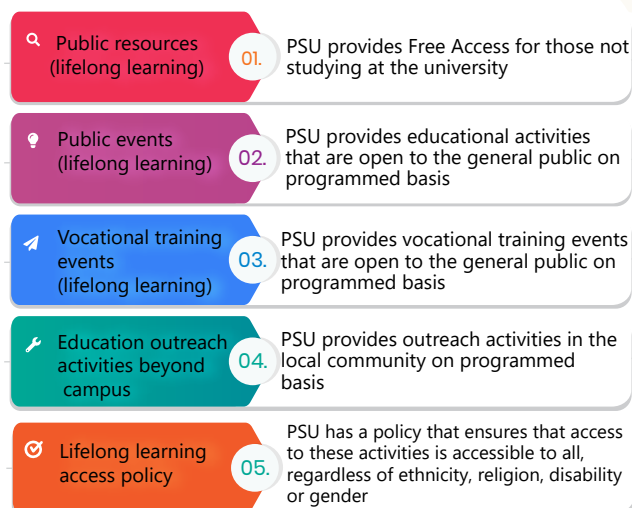 Public resources
(lifelong learning)
01.
PSU provides Free Access for those not
studying at the university
Public events
(lifelong learning)
02.
PSU provides educational activities
that are open to the general public on
programmed basis
Vocational training
events
(lifelong learning)
03.
PSU provides vocational training events
that are open to the general public on
programmed basis
Education outreach
activities beyond
campus
04.
PSU provides outreach activities in the
local community on programmed
basis
Lifelong learning
access policy
05.
PSU has a policy that ensures that access
to these activities is accessible to all,
regardless of ethnicity, religion, disability
or gender